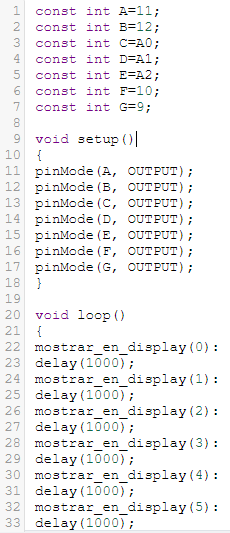 1 const int A=11;
2 const int B=12;
3 const int C=A0;
4 const int D=A1;
5 const int E=A2;
6 const int F=10;
7 const int G=9;
8
9 void setup()
10 {
11 pinMode(A, OUTPUT);
12 pinMode(B, OUTPUT);
13 pinMode(C, OUTPUT);
14 pinMode(D, OUTPUT);
15 pinMode(E, OUTPUT);
16 pinMode(F, OUTPUT);
17 pinMode(G, OUTPUT);
18 }
19
20 void loop()
21 {
22 mostrar_en_display(0):
23 delay(1000);
24 mostrar_en_display(1):
25 delay(1000);
26 mostrar_en_display(2):
27 delay(1000);
28 mostrar_en_display(3):
29 delay(1000);
30 mostrar_en_display(4):
31 delay(1000);
32 mostrar_en_display(5):
33 delay(1000);